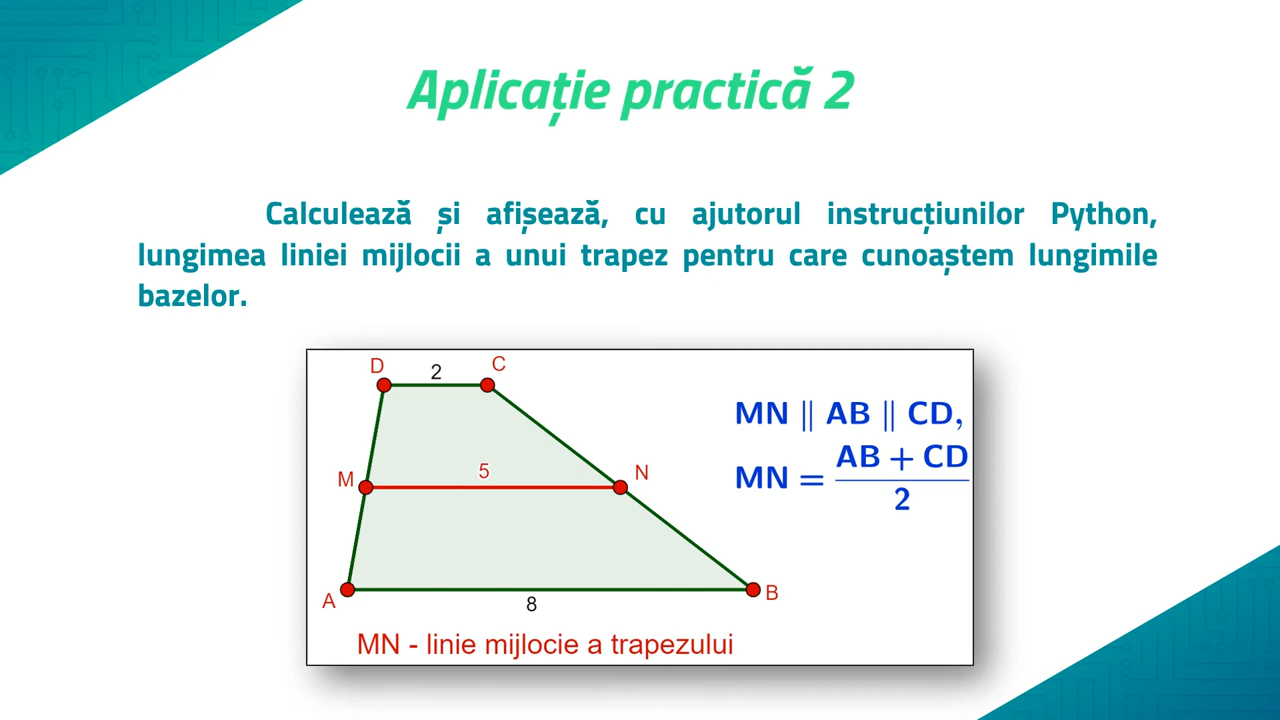 Aplicație practică 2
Calculează și afișează, cu ajutorul instrucțiunilor Python,
lungimea liniei mijlocii a unui trapez pentru care cunoaștem lungimile
bazelor.
D 2 C
MN ∥ AB ∥ CD,
M 5 N
MN = (AB + CD) / 2
A 8 B
MN - linie mijlocie a trapezului